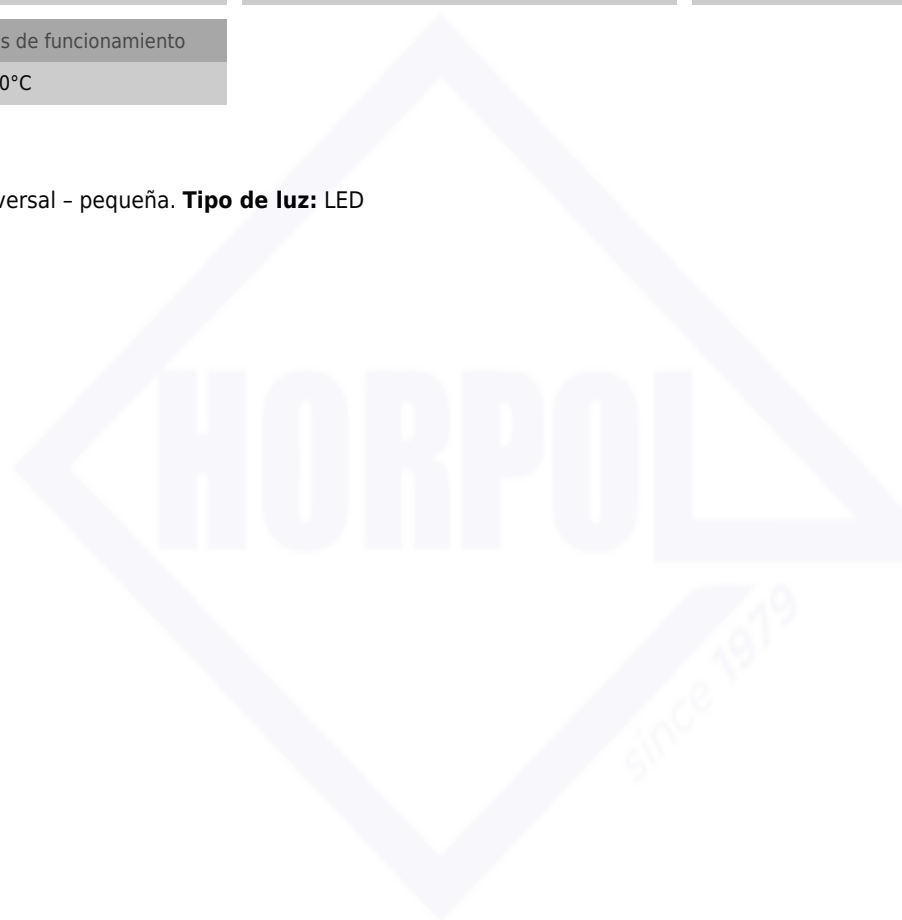 s de funcionamiento
0°C
versal – pequeña. Tipo de luz: LED
HORPOL
since 1979